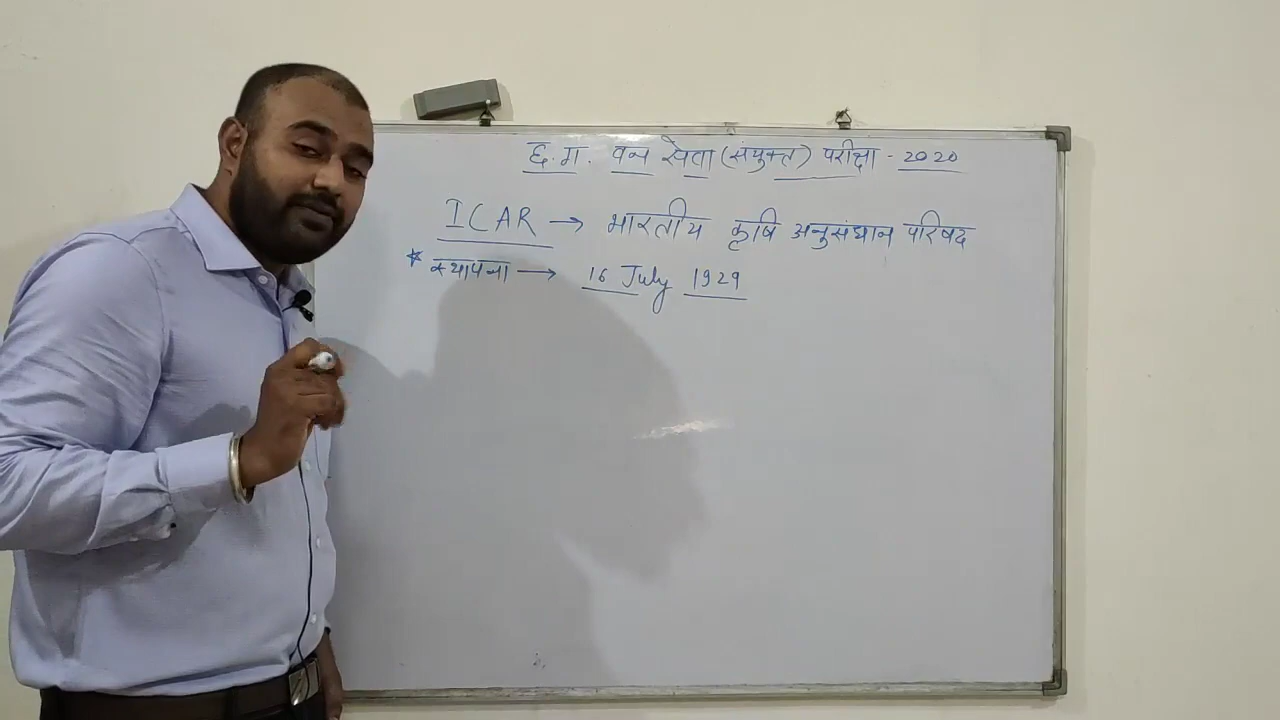 छ.ग. वन सेवा (संयुक्त) परीक्षा - 2020
ICAR → भारतीय कृषि अनुसंधान परिषद
* स्थापना → 16 July 1929